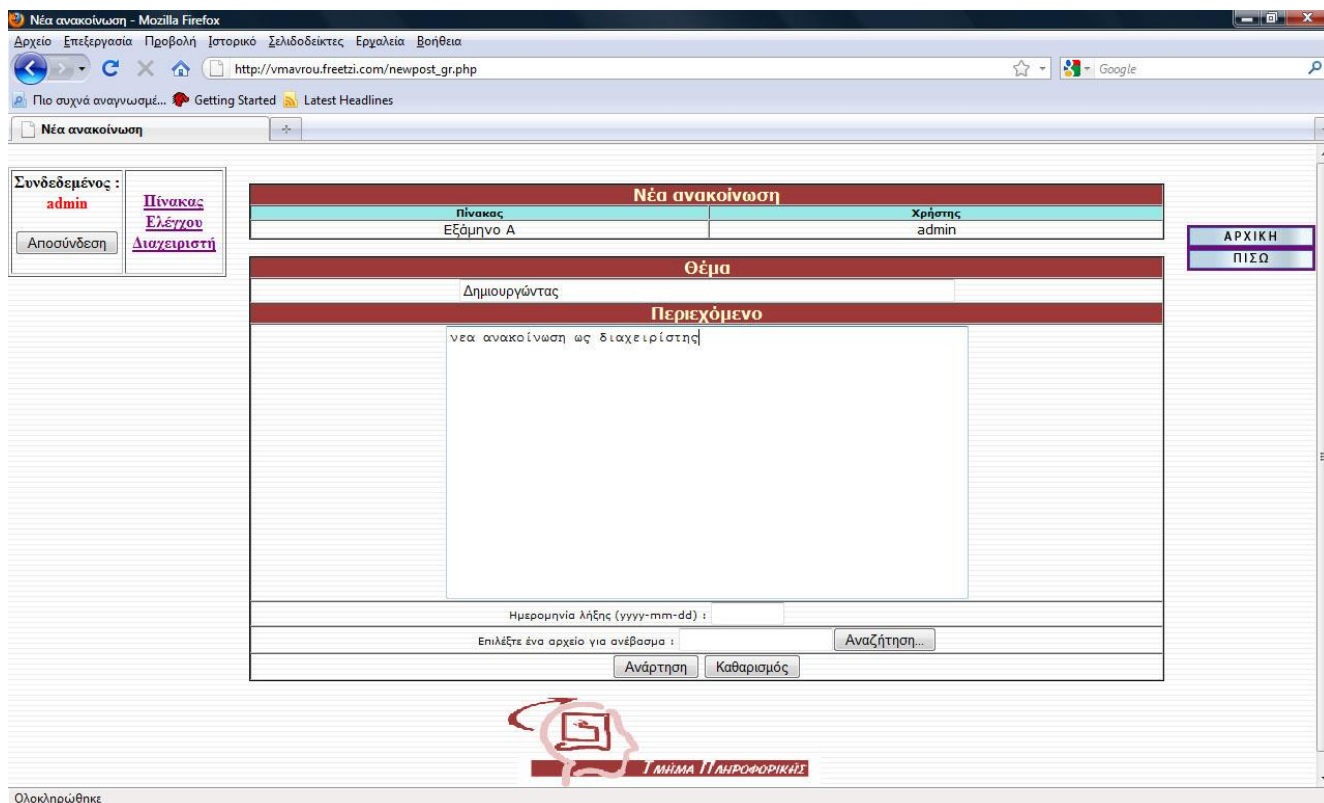 Νέα ανακοίνωση - Mozilla Firefox
Αρχείο Επεξεργασία Προβολή Ιστορικό Σελιδοδείκτες Εργαλεία Βοήθεια
http://vmavrou.freetzi.com/newpost_gr.php Google
Πιο συχνά αναγνωσμέ... Getting Started Latest Headlines
Νέα ανακοίνωση
Συνδεδεμένος :
admin
Αποσύνδεση
Πίνακας
Ελέγχου
Διαχειριστή
Νέα ανακοίνωση
Πίνακας Χρήστης
Εξάμηνο Α admin
ΑΡΧΙΚΗ
ΠΙΣΩ
Θέμα
Δημιουργώντας
Περιεχόμενο
νεα ανακοίνωση ως διαχειρίστης
Ημερομηνία λήξης (yyyy-mm-dd) :
Επιλέξτε ένα αρχείο για ανέβασμα : Αναζήτηση...
Ανάρτηση Καθαρισμός
ΤΜΗΜΑ ΠΛΗΡΟΦΟΡΙΚΗΣ
Ολοκληρώθηκε